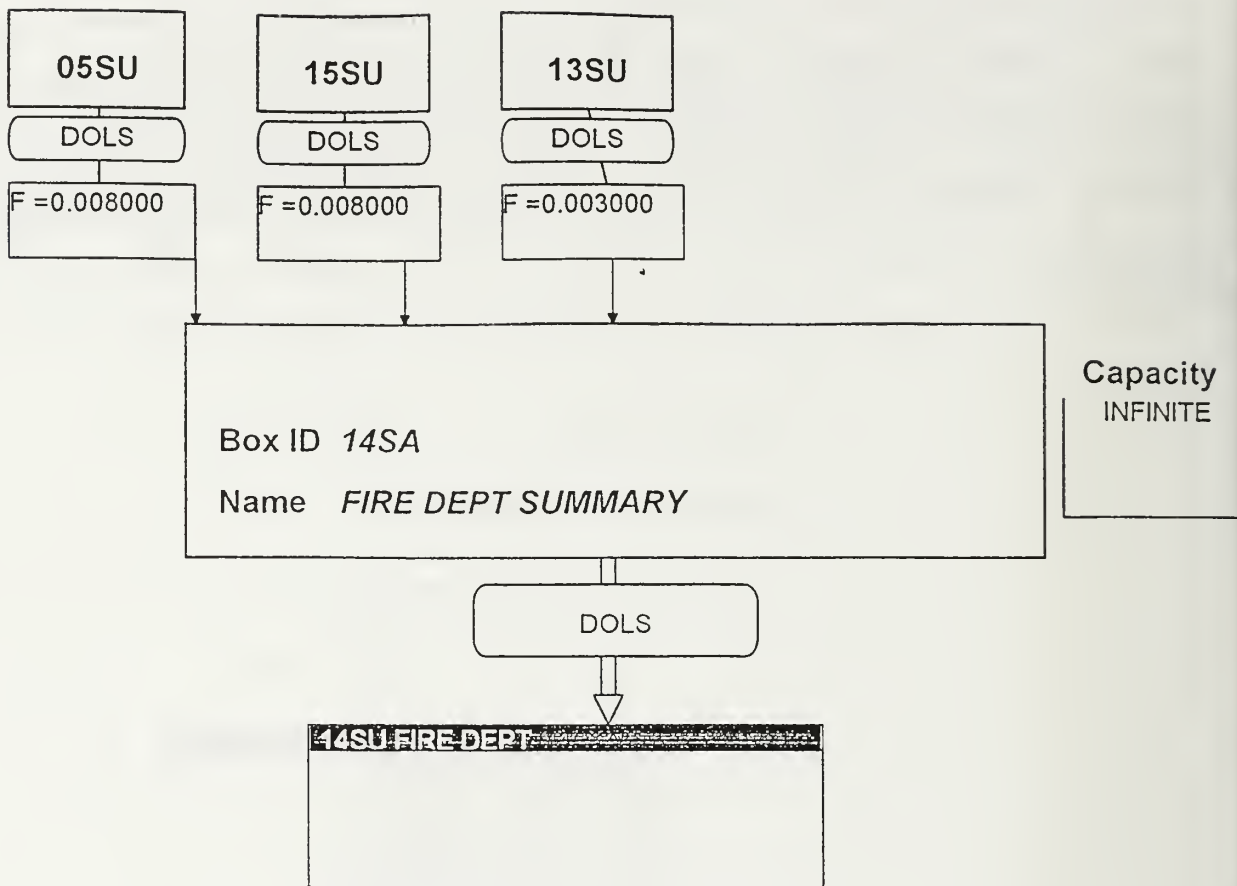 05SU
15SU
13SU
DOLS
DOLS
DOLS
F =0.008000
F =0.008000
F =0.003000
Capacity
INFINITE
Box ID 14SA
Name FIRE DEPT SUMMARY
DOLS
14SU FIRE DEPT